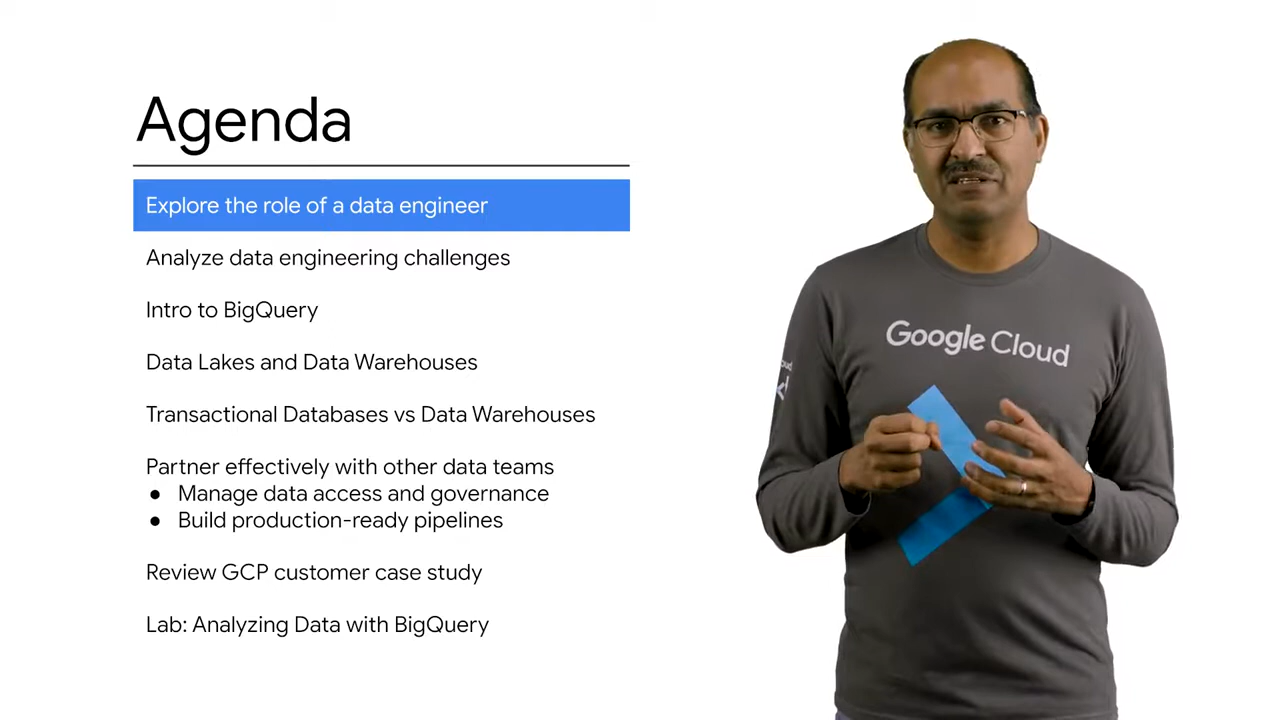 Agenda
Explore the role of a data engineer
Analyze data engineering challenges
Intro to BigQuery
Data Lakes and Data Warehouses
Transactional Databases vs Data Warehouses
Partner effectively with other data teams
● Manage data access and governance
● Build production-ready pipelines
Review GCP customer case study
Lab: Analyzing Data with BigQuery
Google Cloud